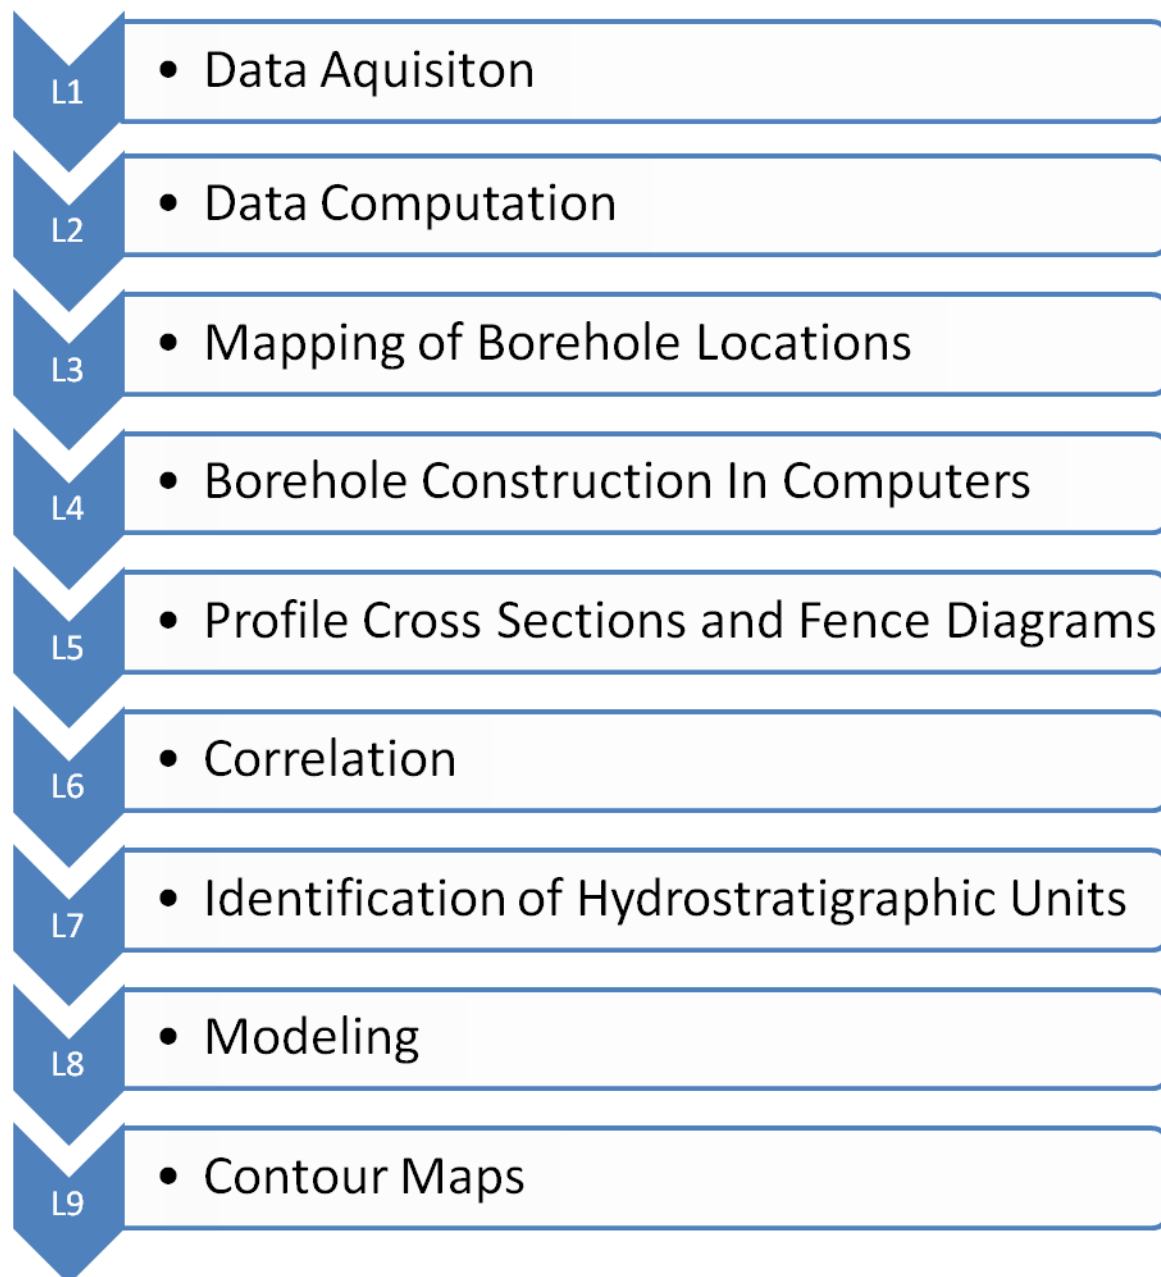 L1
• Data Aquisiton
L2
• Data Computation
L3
• Mapping of Borehole Locations
L4
• Borehole Construction In Computers
L5
• Profile Cross Sections and Fence Diagrams
L6
• Correlation
L7
• Identification of Hydrostratigraphic Units
L8
• Modeling
L9
• Contour Maps